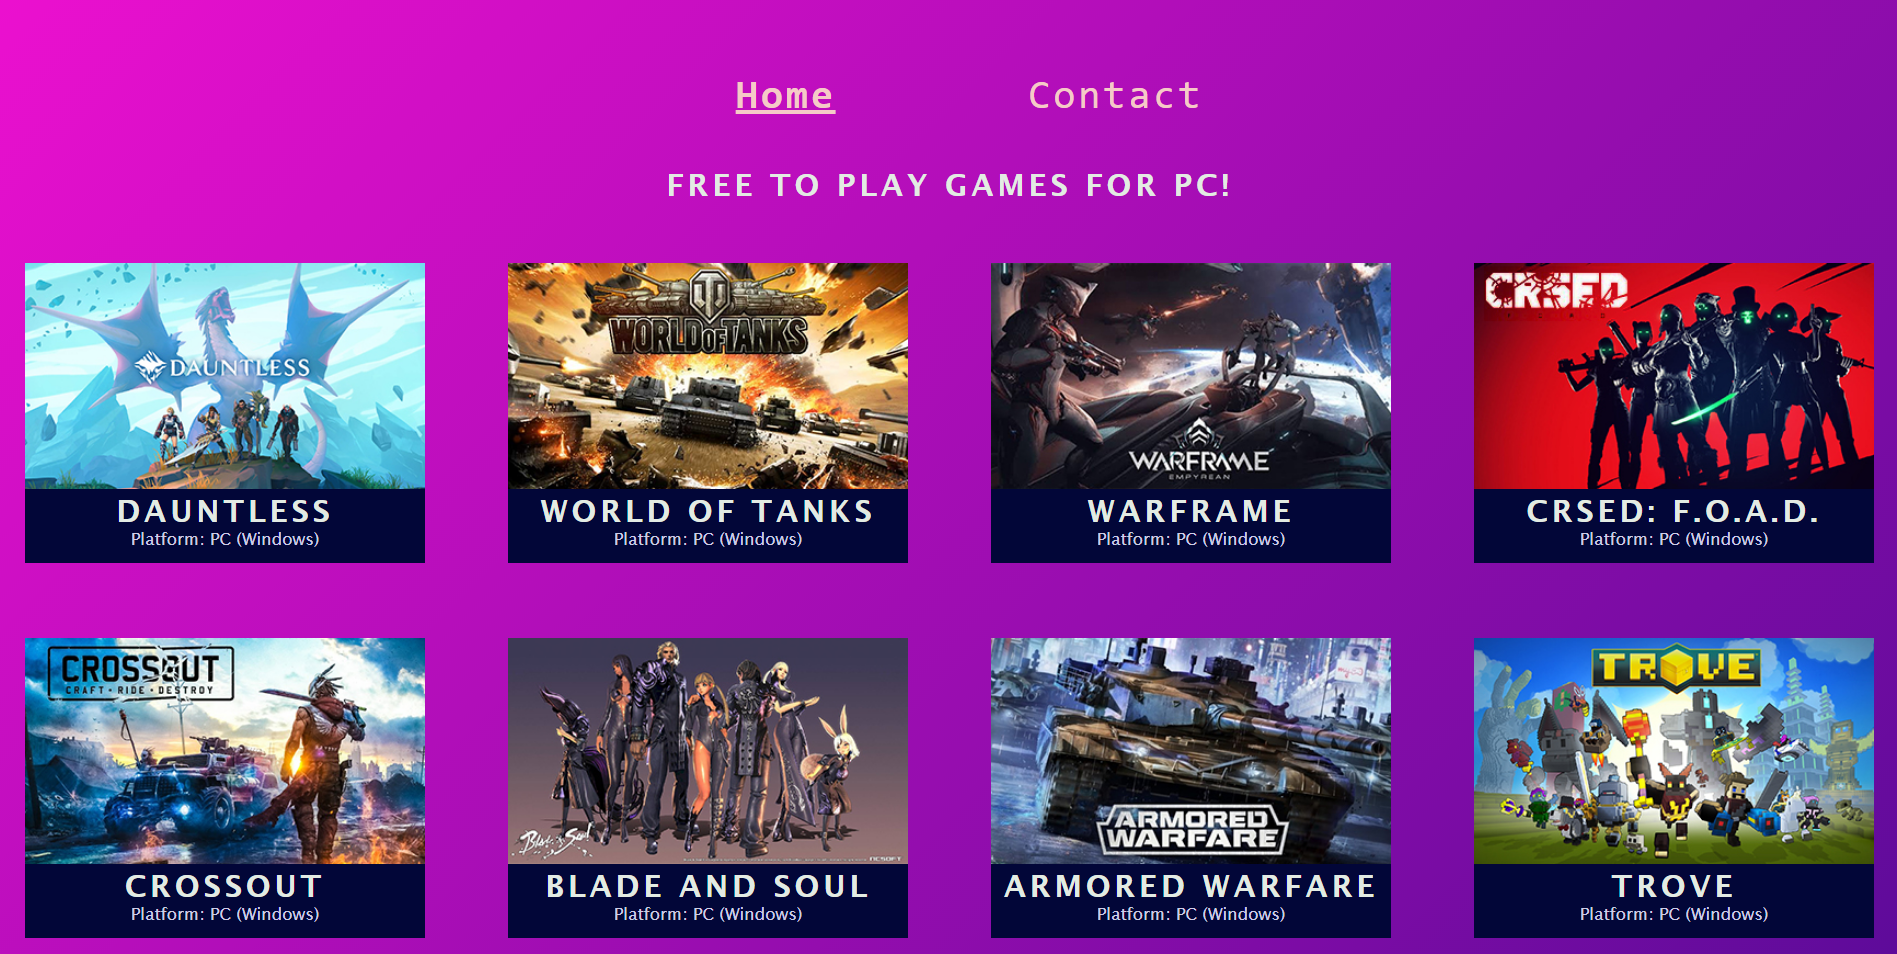 Home Contact
FREE TO PLAY GAMES FOR PC!
DAUNTLESS
DAUNTLESS
Platform: PC (Windows)
WORLD OF TANKS
WORLD OF TANKS
Platform: PC (Windows)
WARFRAME
EMPYREAN
WARFRAME
Platform: PC (Windows)
CRSED
CRSED: F.O.A.D.
Platform: PC (Windows)
CROSSOUT
CRAFT • RIDE • DESTROY
CROSSOUT
Platform: PC (Windows)
Blade & Soul
NCSOFT
BLADE AND SOUL
Platform: PC (Windows)
ARMORED
WARFARE
ARMORED WARFARE
Platform: PC (Windows)
TROVE
TROVE
Platform: PC (Windows)